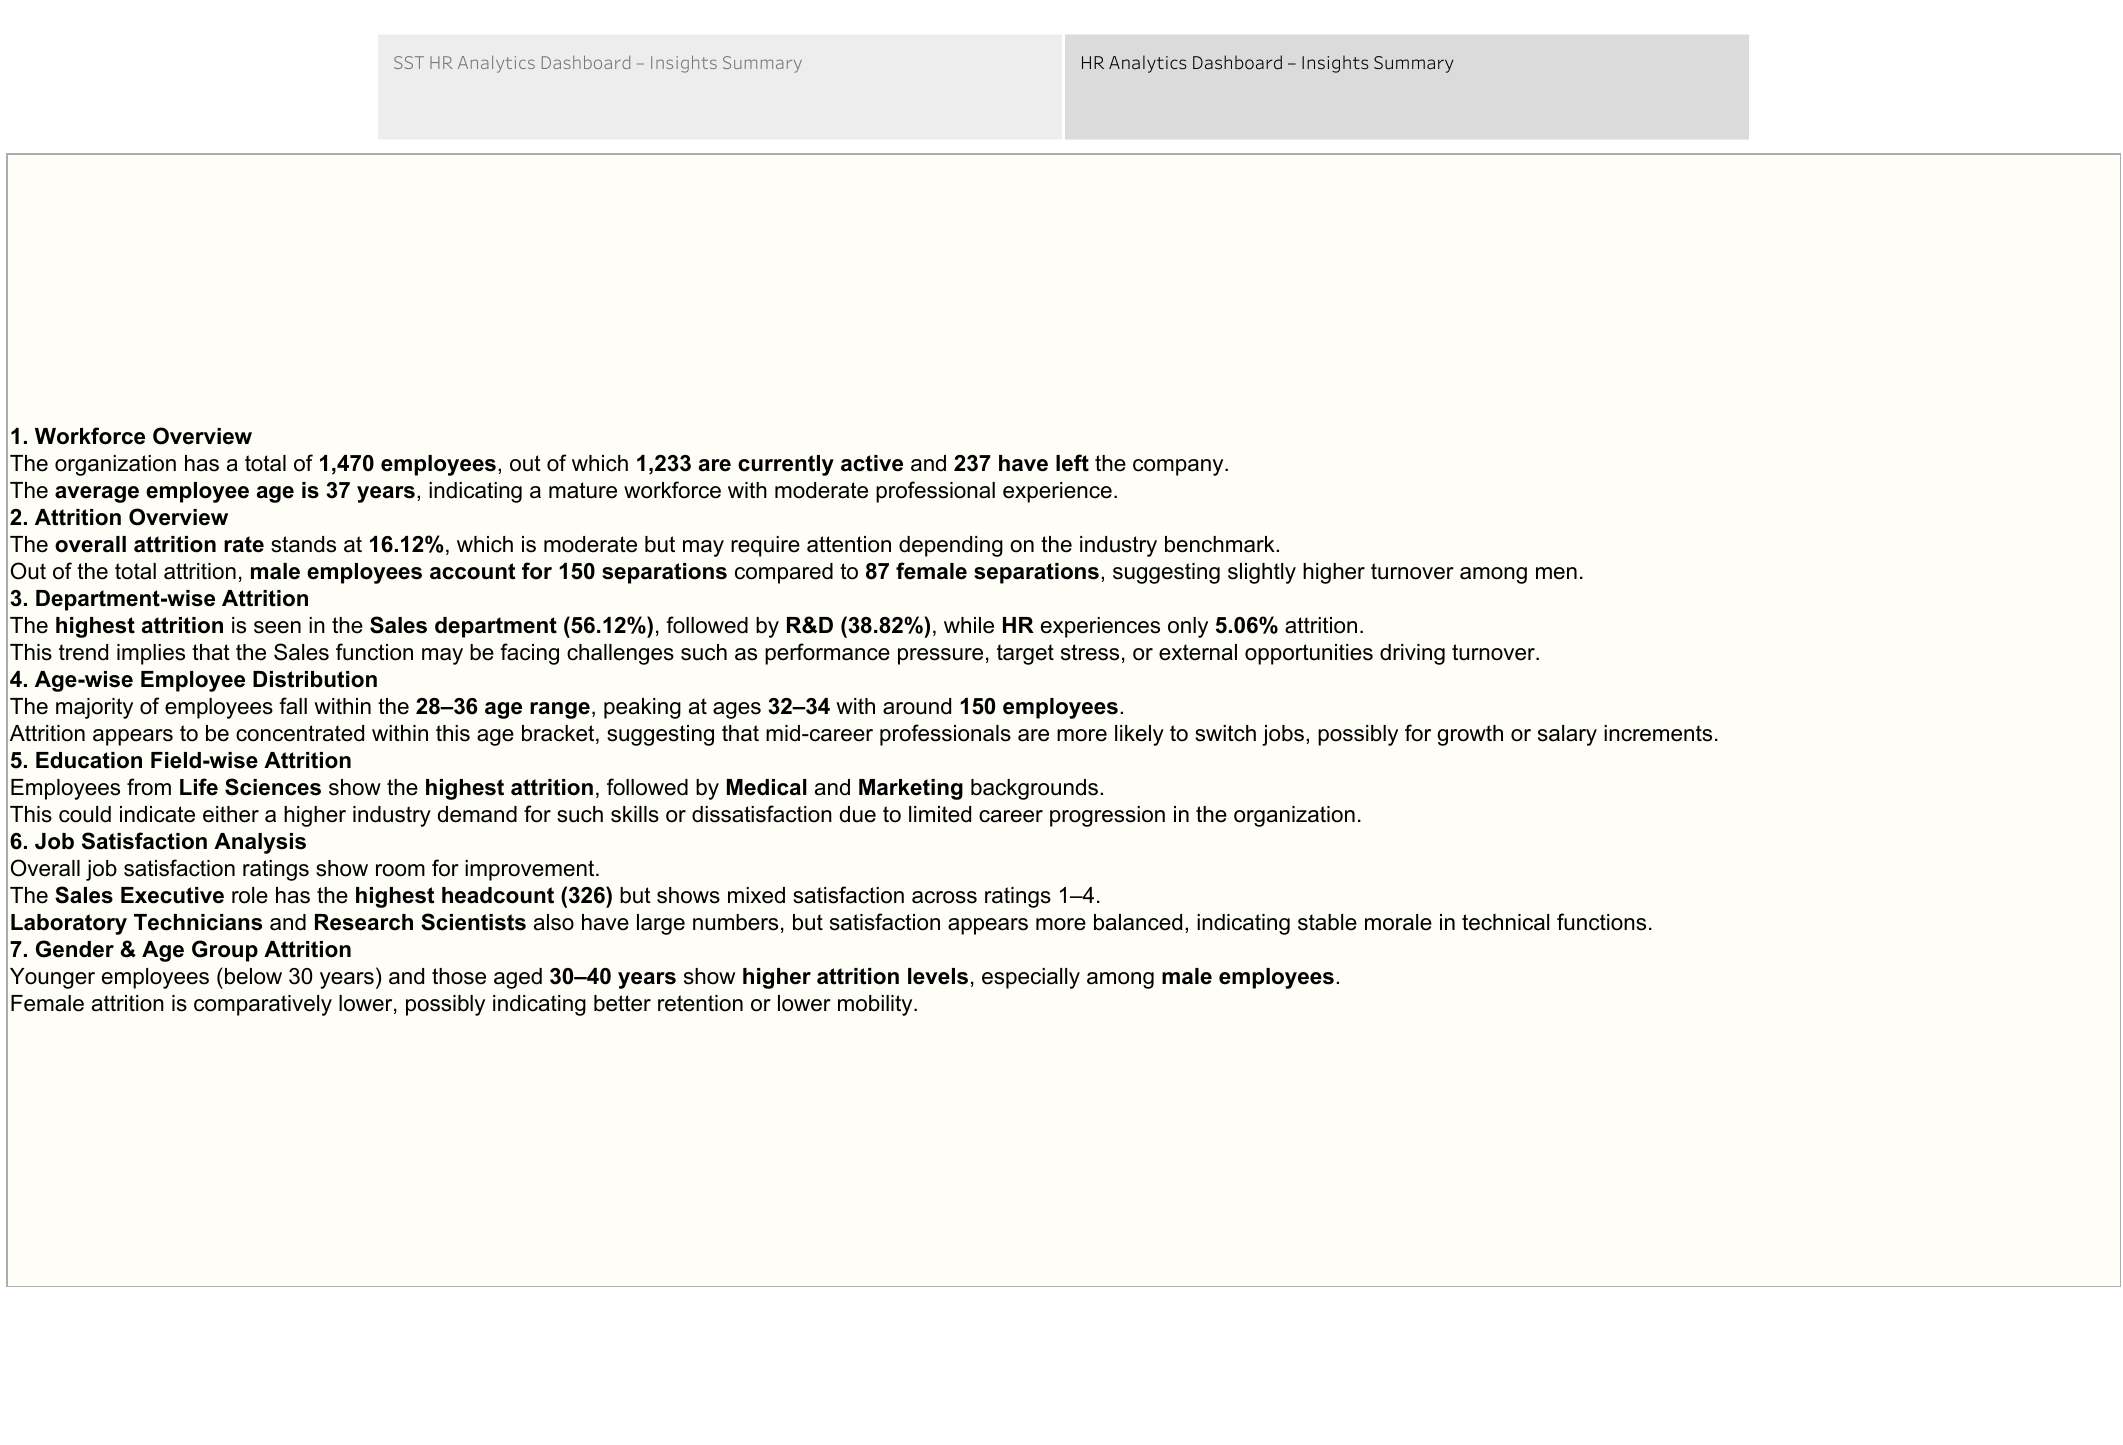 SST HR Analytics Dashboard – Insights Summary
HR Analytics Dashboard – Insights Summary
1. Workforce Overview
The organization has a total of 1,470 employees, out of which 1,233 are currently active and 237 have left the company.
The average employee age is 37 years, indicating a mature workforce with moderate professional experience.
2. Attrition Overview
The overall attrition rate stands at 16.12%, which is moderate but may require attention depending on the industry benchmark.
Out of the total attrition, male employees account for 150 separations compared to 87 female separations, suggesting slightly higher turnover among men.
3. Department-wise Attrition
The highest attrition is seen in the Sales department (56.12%), followed by R&D (38.82%), while HR experiences only 5.06% attrition.
This trend implies that the Sales function may be facing challenges such as performance pressure, target stress, or external opportunities driving turnover.
4. Age-wise Employee Distribution
The majority of employees fall within the 28–36 age range, peaking at ages 32–34 with around 150 employees.
Attrition appears to be concentrated within this age bracket, suggesting that mid-career professionals are more likely to switch jobs, possibly for growth or salary increments.
5. Education Field-wise Attrition
Employees from Life Sciences show the highest attrition, followed by Medical and Marketing backgrounds.
This could indicate either a higher industry demand for such skills or dissatisfaction due to limited career progression in the organization.
6. Job Satisfaction Analysis
Overall job satisfaction ratings show room for improvement.
The Sales Executive role has the highest headcount (326) but shows mixed satisfaction across ratings 1–4.
Laboratory Technicians and Research Scientists also have large numbers, but satisfaction appears more balanced, indicating stable morale in technical functions.
7. Gender & Age Group Attrition
Younger employees (below 30 years) and those aged 30–40 years show higher attrition levels, especially among male employees.
Female attrition is comparatively lower, possibly indicating better retention or lower mobility.